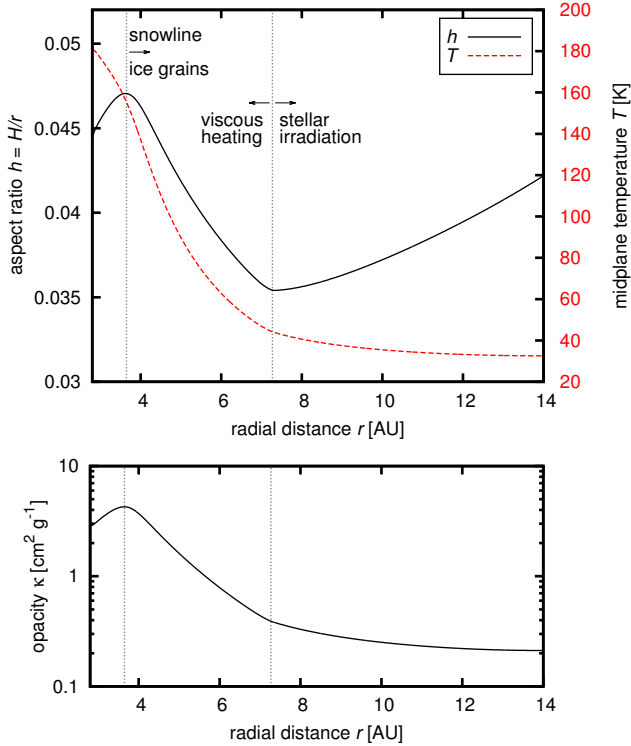 0.05
0.045
0.04
0.035
0.03
aspect ratio h = H/r
snowline
ice grains
viscous
heating
stellar
irradiation
h
T
200
180
160
140
120
100
80
60
40
20
midplane temperature T [K]
4
6
8
10
12
14
radial distance r [AU]
10
1
0.1
opacity κ [cm² g⁻¹]
4
6
8
10
12
14
radial distance r [AU]